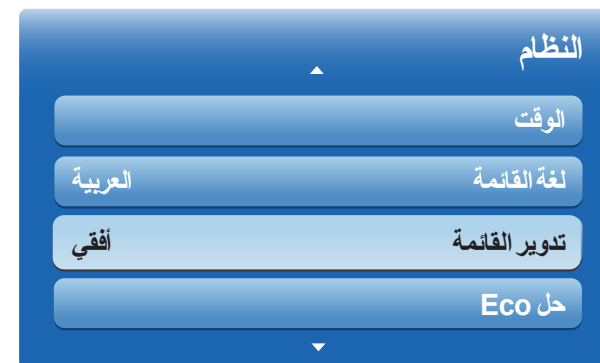 النظام
الوقت
لغة القائمة العربية
تدوير القائمة أفقي
حل Eco